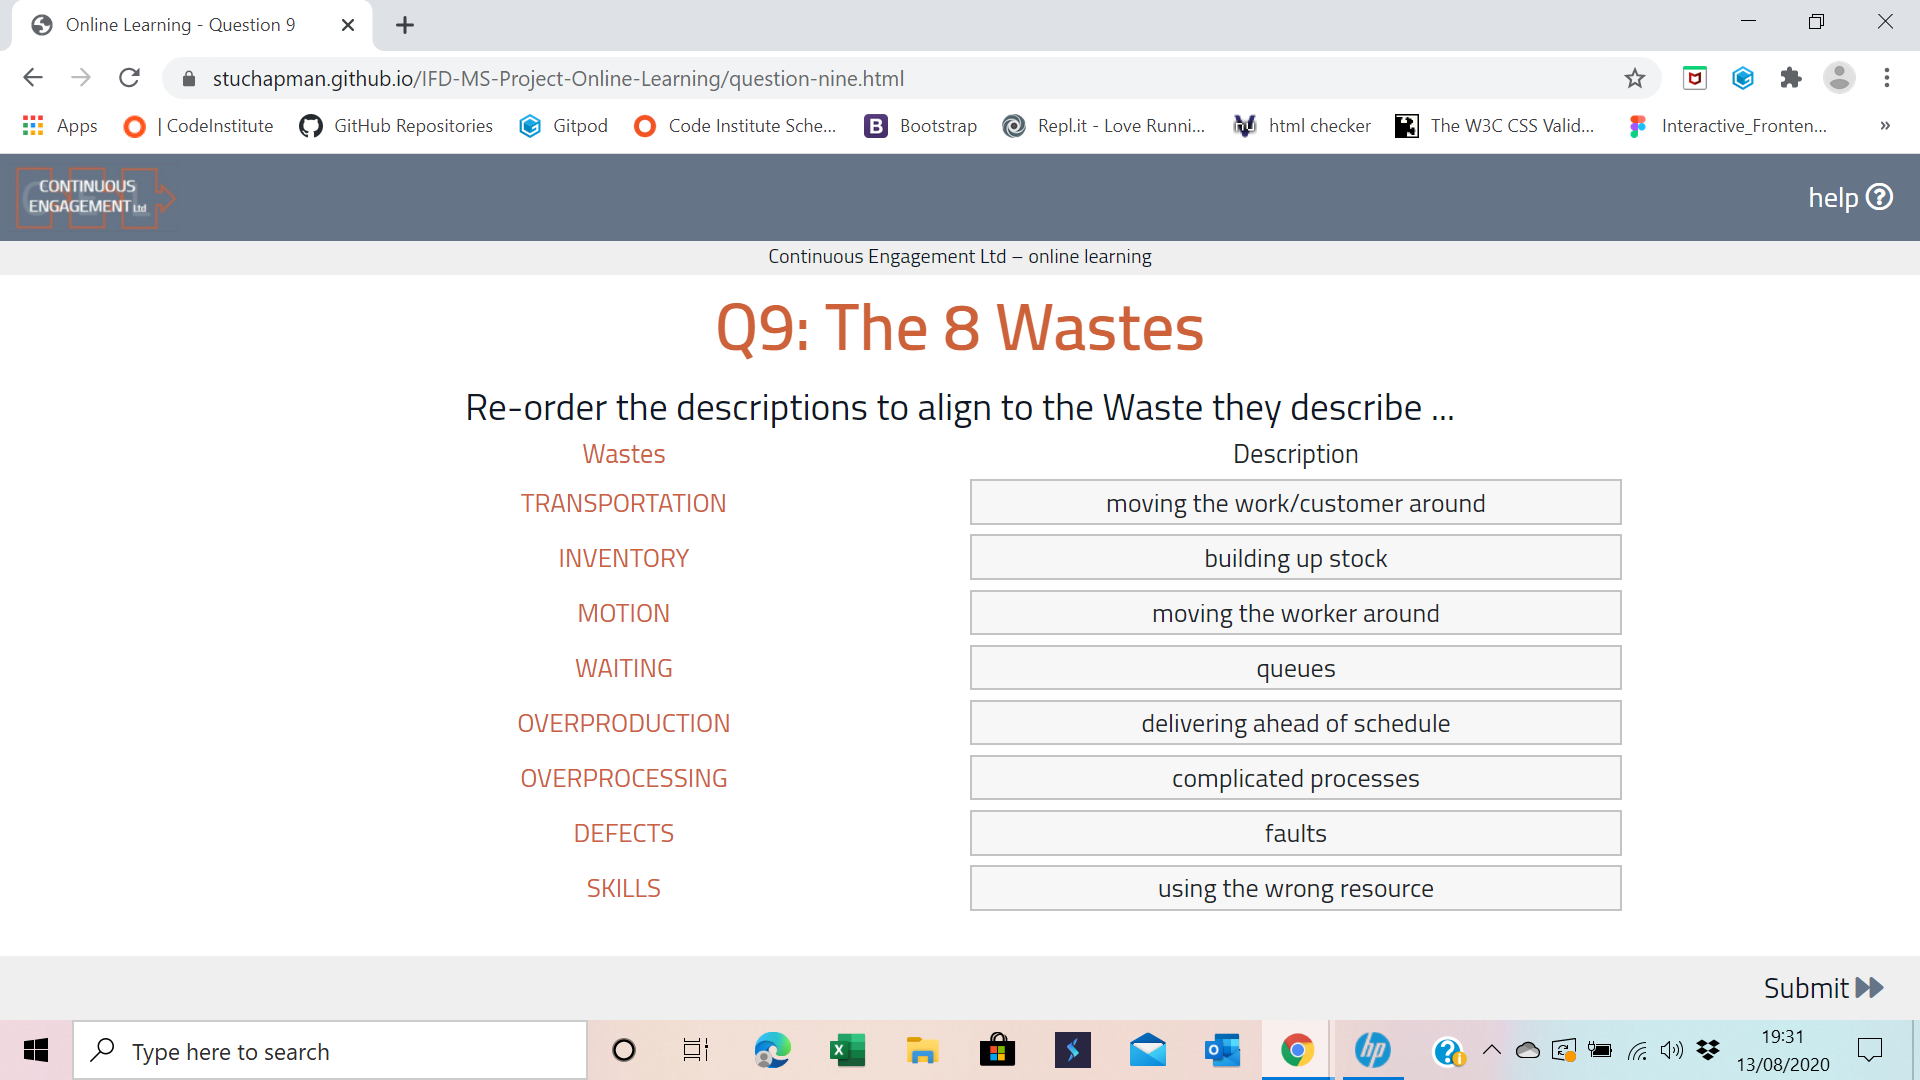 Online Learning - Question 9
stuchapman.github.io/IFD-MS-Project-Online-Learning/question-nine.html
Apps | CodeInstitute GitHub Repositories Gitpod Code Institute Sche... B Bootstrap Repl.it - Love Runni... html checker The W3C CSS Valid... Interactive_Fronten... »
CONTINUOUS
ENGAGEMENT Ltd
help ?
Continuous Engagement Ltd – online learning
Q9: The 8 Wastes
Re-order the descriptions to align to the Waste they describe ...
Wastes Description
TRANSPORTATION moving the work/customer around
INVENTORY building up stock
MOTION moving the worker around
WAITING queues
OVERPRODUCTION delivering ahead of schedule
OVERPROCESSING complicated processes
DEFECTS faults
SKILLS using the wrong resource
Submit
Type here to search
19:31
13/08/2020